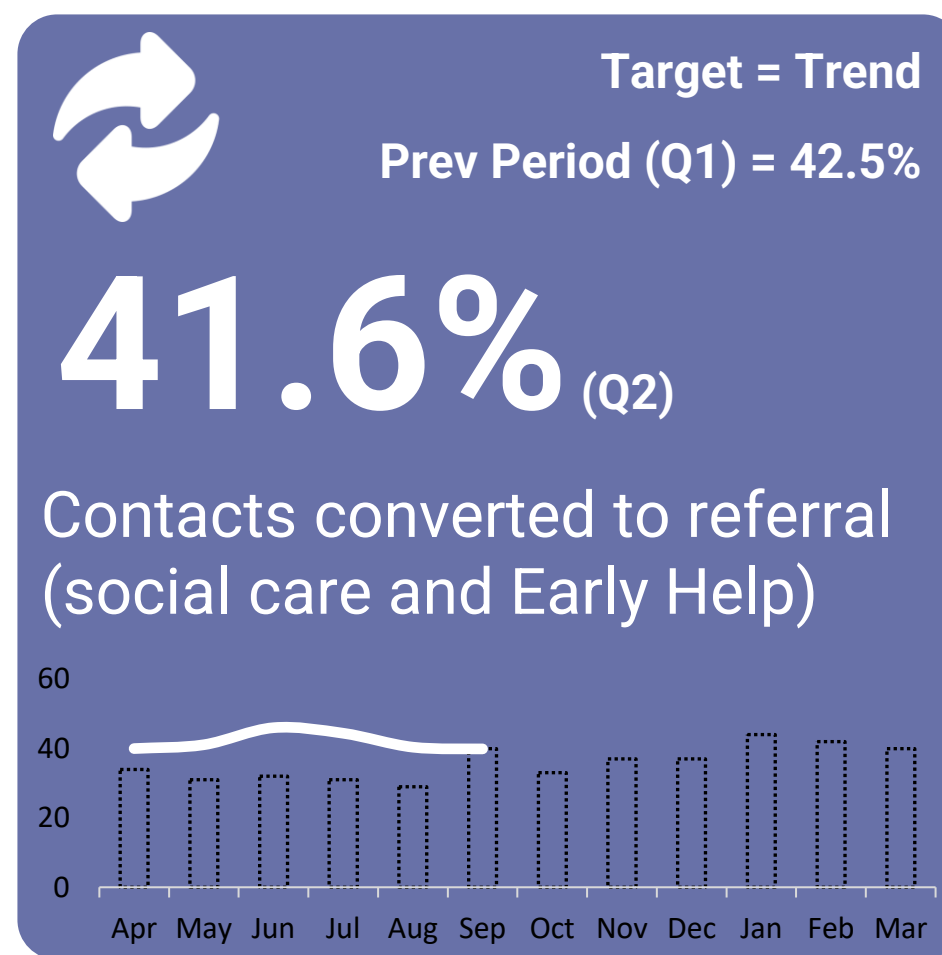 Target = Trend
Prev Period (Q1) = 42.5%
41.6% (Q2)
Contacts converted to referral
(social care and Early Help)
60
40
20
0
Apr May Jun Jul Aug Sep Oct Nov Dec Jan Feb Mar